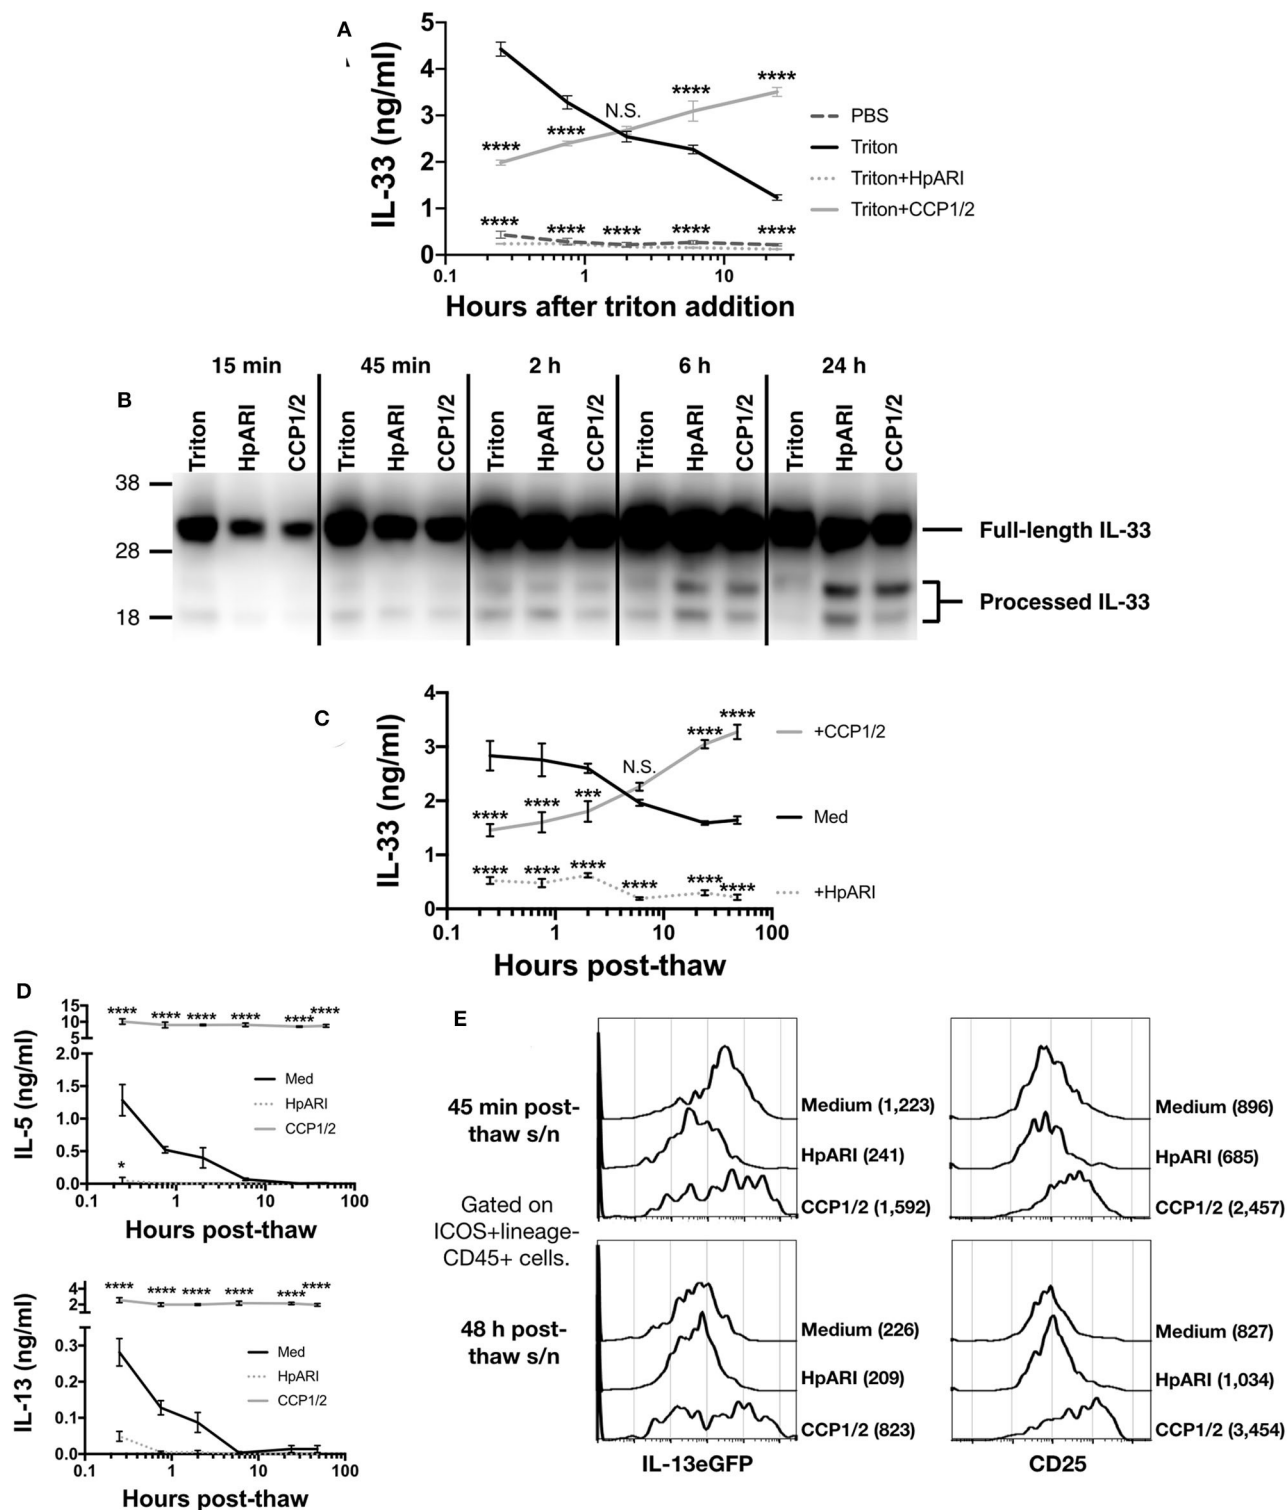 A
5
4
3
2
1
0
IL-33 (ng/ml)
****
****
N.S.
****
****
****
****
****
****
****
0.1
1
10
Hours after triton addition
PBS
Triton
Triton+HpARI
Triton+CCP1/2
B
15 min
45 min
2 h
6 h
24 h
Triton
HpARI
CCP1/2
Triton
HpARI
CCP1/2
Triton
HpARI
CCP1/2
Triton
HpARI
CCP1/2
Triton
HpARI
CCP1/2
38
28
18
Full-length IL-33
Processed IL-33
C
4
3
2
1
0
IL-33 (ng/ml)
****
****
***
N.S.
****
****
****
****
****
****
****
****
0.1
1
10
100
Hours post-thaw
+CCP1/2
Med
+HpARI
D
15
10
5
2.0
1.5
1.0
0.5
0.0
IL-5 (ng/ml)
****
****
****
****
****
****
*
Med
HpARI
CCP1/2
0.1
1
10
100
Hours post-thaw
4
2
0.3
0.2
0.1
0.0
IL-13 (ng/ml)
****
****
****
****
****
****
Med
HpARI
CCP1/2
0.1
1
10
100
Hours post-thaw
E
45 min post-
thaw s/n
Gated on
ICOS+lineage-
CD45+ cells.
48 h post-
thaw s/n
Medium (1,223)
HpARI (241)
CCP1/2 (1,592)
Medium (896)
HpARI (685)
CCP1/2 (2,457)
Medium (226)
HpARI (209)
CCP1/2 (823)
Medium (827)
HpARI (1,034)
CCP1/2 (3,454)
IL-13eGFP
CD25